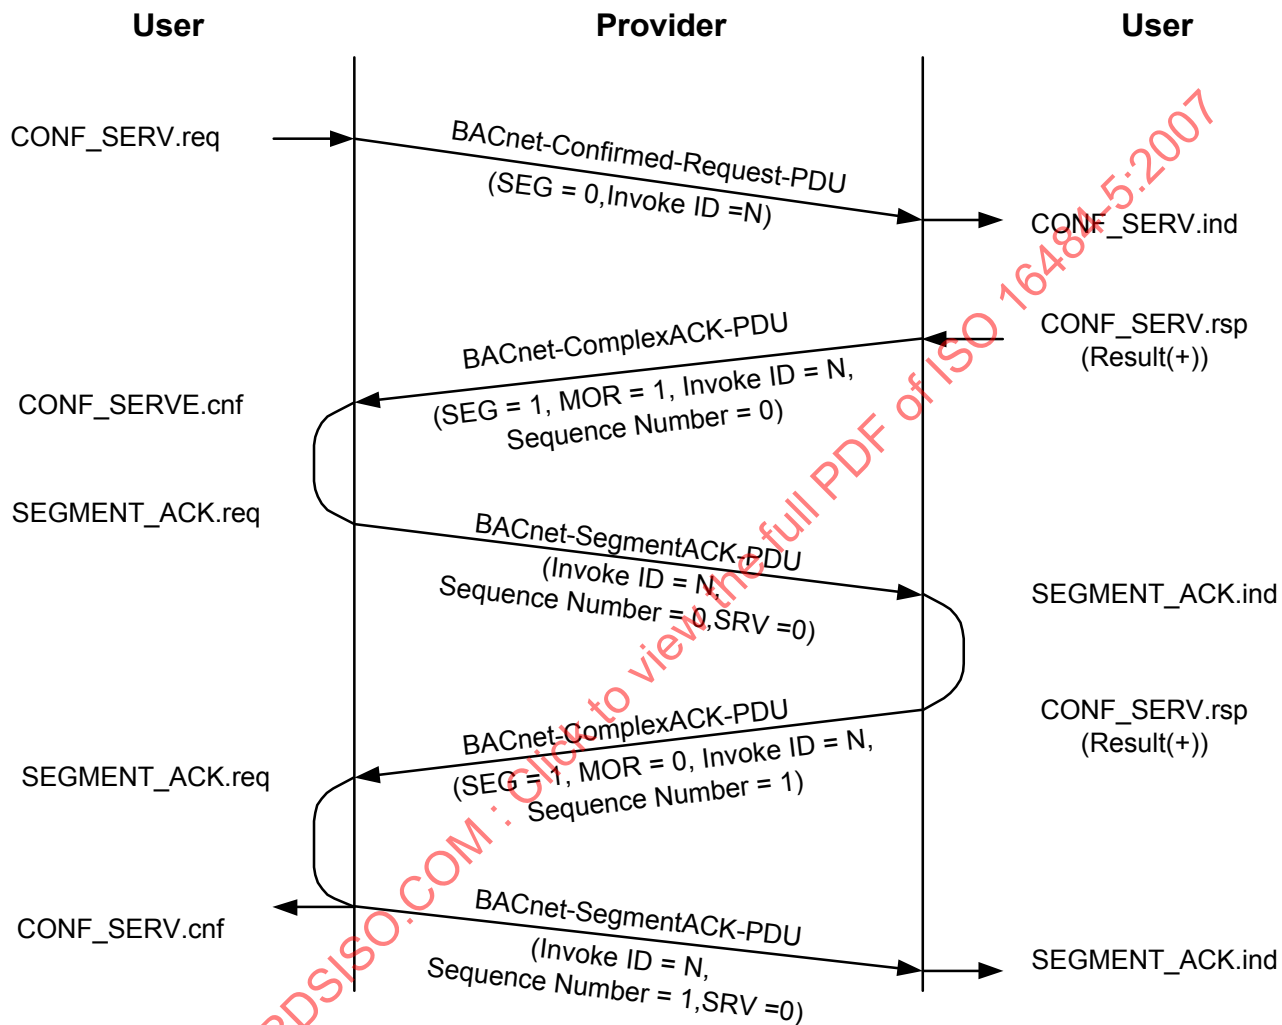 User
Provider
User
CONF_SERV.req
BACnet-Confirmed-Request-PDU
(SEG = 0,Invoke ID =N)
CONF_SERV.ind
CONF_SERV.rsp
(Result(+))
BACnet-ComplexACK-PDU
(SEG = 1, MOR = 1, Invoke ID = N,
Sequence Number = 0)
CONF_SERVE.cnf
SEGMENT_ACK.req
BACnet-SegmentACK-PDU
(Invoke ID = N,
Sequence Number = 0,SRV =0)
SEGMENT_ACK.ind
CONF_SERV.rsp
(Result(+))
BACnet-ComplexACK-PDU
(SEG = 1, MOR = 0, Invoke ID = N,
Sequence Number = 1)
SEGMENT_ACK.req
CONF_SERV.cnf
BACnet-SegmentACK-PDU
(Invoke ID = N,
Sequence Number = 1,SRV =0)
SEGMENT_ACK.ind
RDSISO.COM : Click to view the full PDF of ISO 16484-5:2007